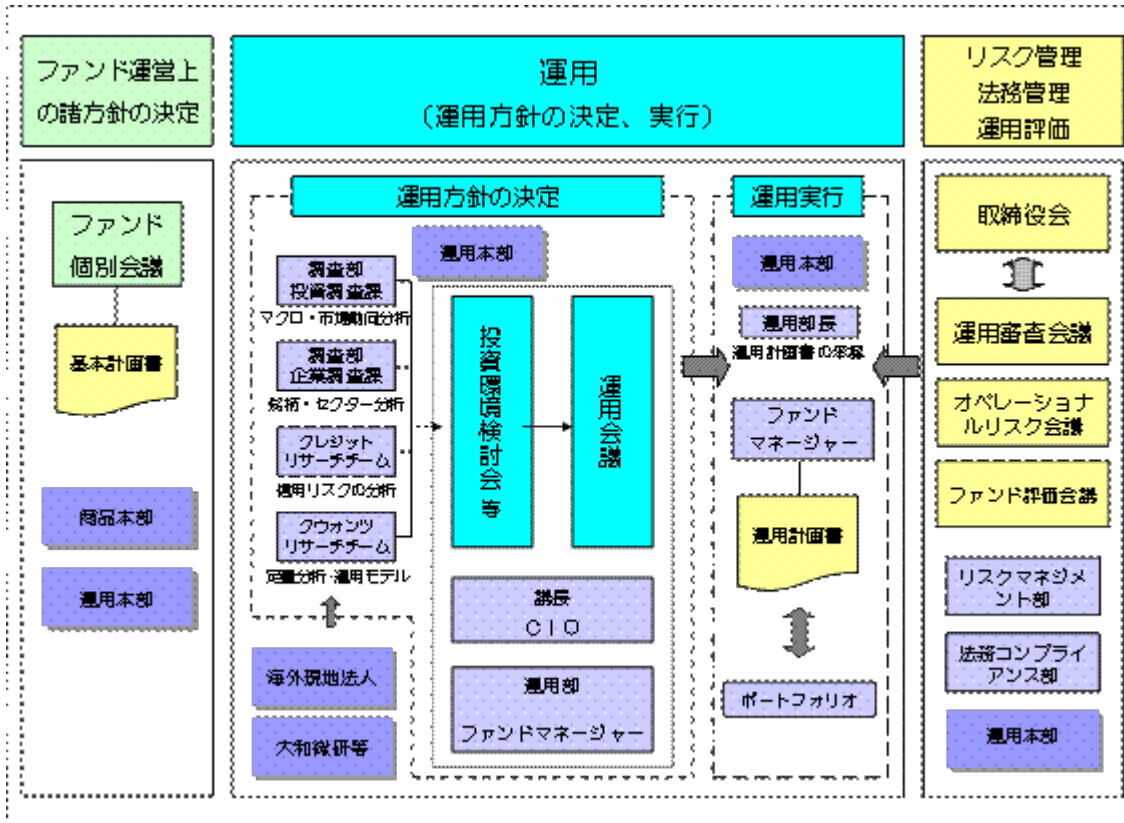 ファンド運営上
の諸方針の決定
ファンド
個別会議
基本計画書
商品本部
運用本部
運用
(運用方針の決定、実行)
運用方針の決定
運用本部
調査部
投資調査課
マクロ・市場動向分析
調査部
企業調査課
銘柄・セクター分析
クレジット
リサーチチーム
信用リスクの分析
クウォンツ
リサーチチーム
定量分析・運用モデル
海外現地法人
大和総研等
投資環境検討会 等
運用会議
議長
CIO
運用部
ファンドマネージャー
運用実行
運用本部
運用部長
運用計画書の承認
ファンド
マネージャー
運用計画書
ポートフォリオ
リスク管理
法務管理
運用評価
取締役会
運用審査会議
オペレーショナ
ルリスク会議
ファンド評価会議
リスクマネジメ
ント部
法務コンプライ
アンス部
運用本部